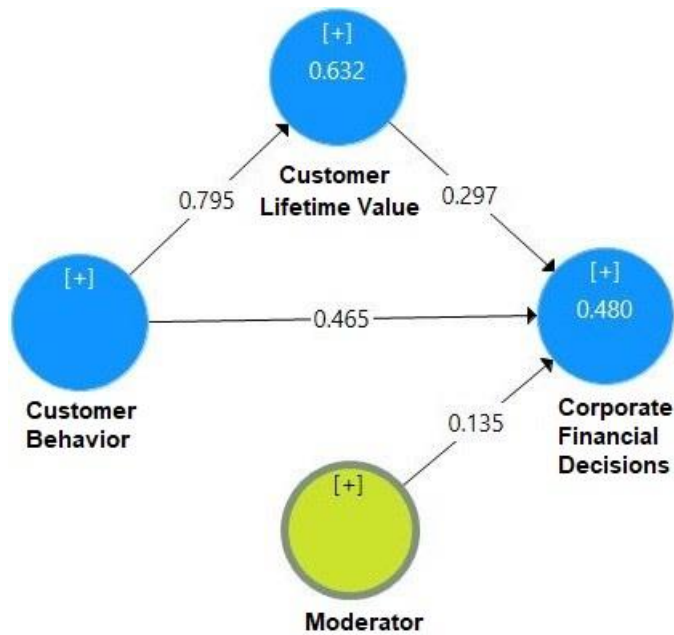 [+]
0.632
Customer
Lifetime Value
0.795
0.297
[+]
[+]
0.480
0.465
Customer
Behavior
Corporate
Financial
Decisions
0.135
[+]
Moderator